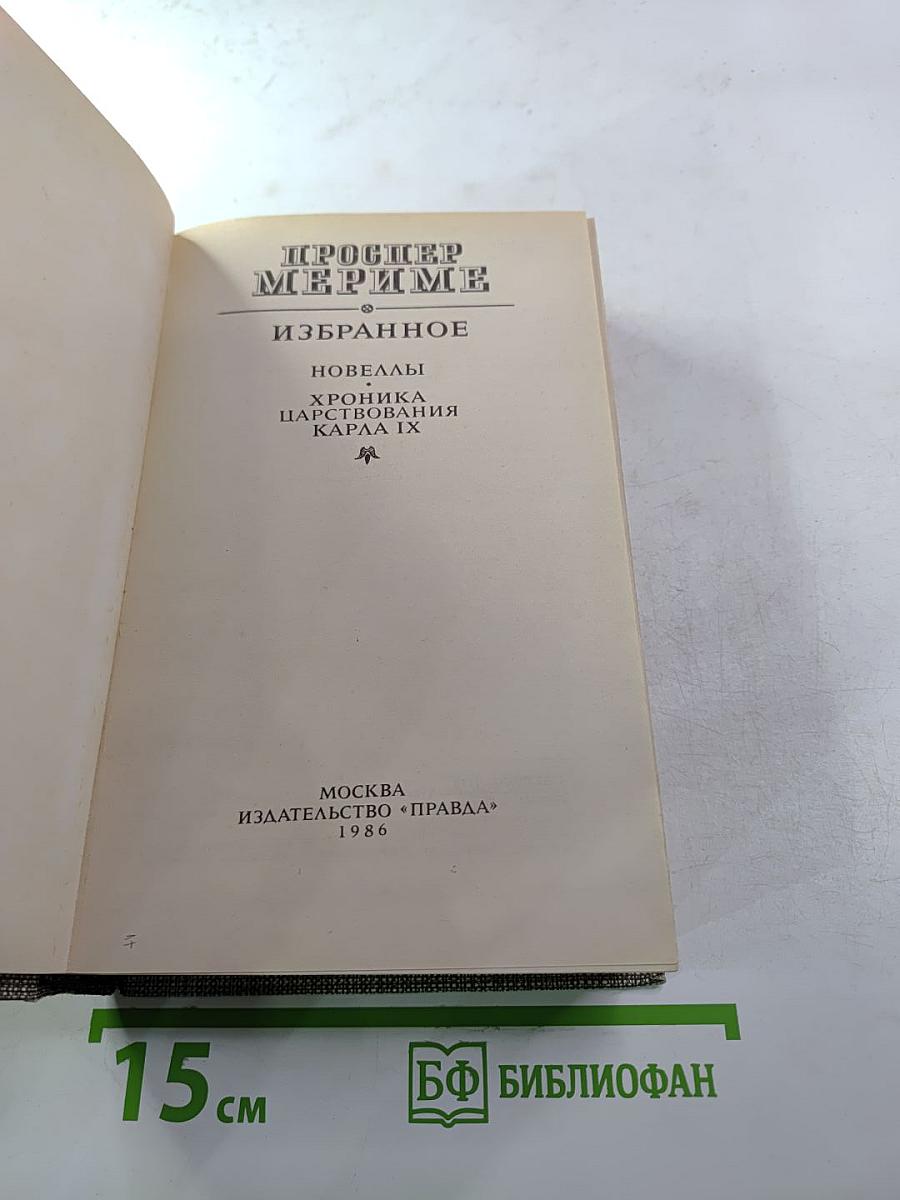 ПРОСПЕР
МЕРИМЕ
ИЗБРАННОЕ
НОВЕЛЛЫ
•
ХРОНИКА
ЦАРСТВОВАНИЯ
КАРЛА IX
МОСКВА
ИЗДАТЕЛЬСТВО «ПРАВДА»
1986
15 см
БФ БИБЛИОФАН